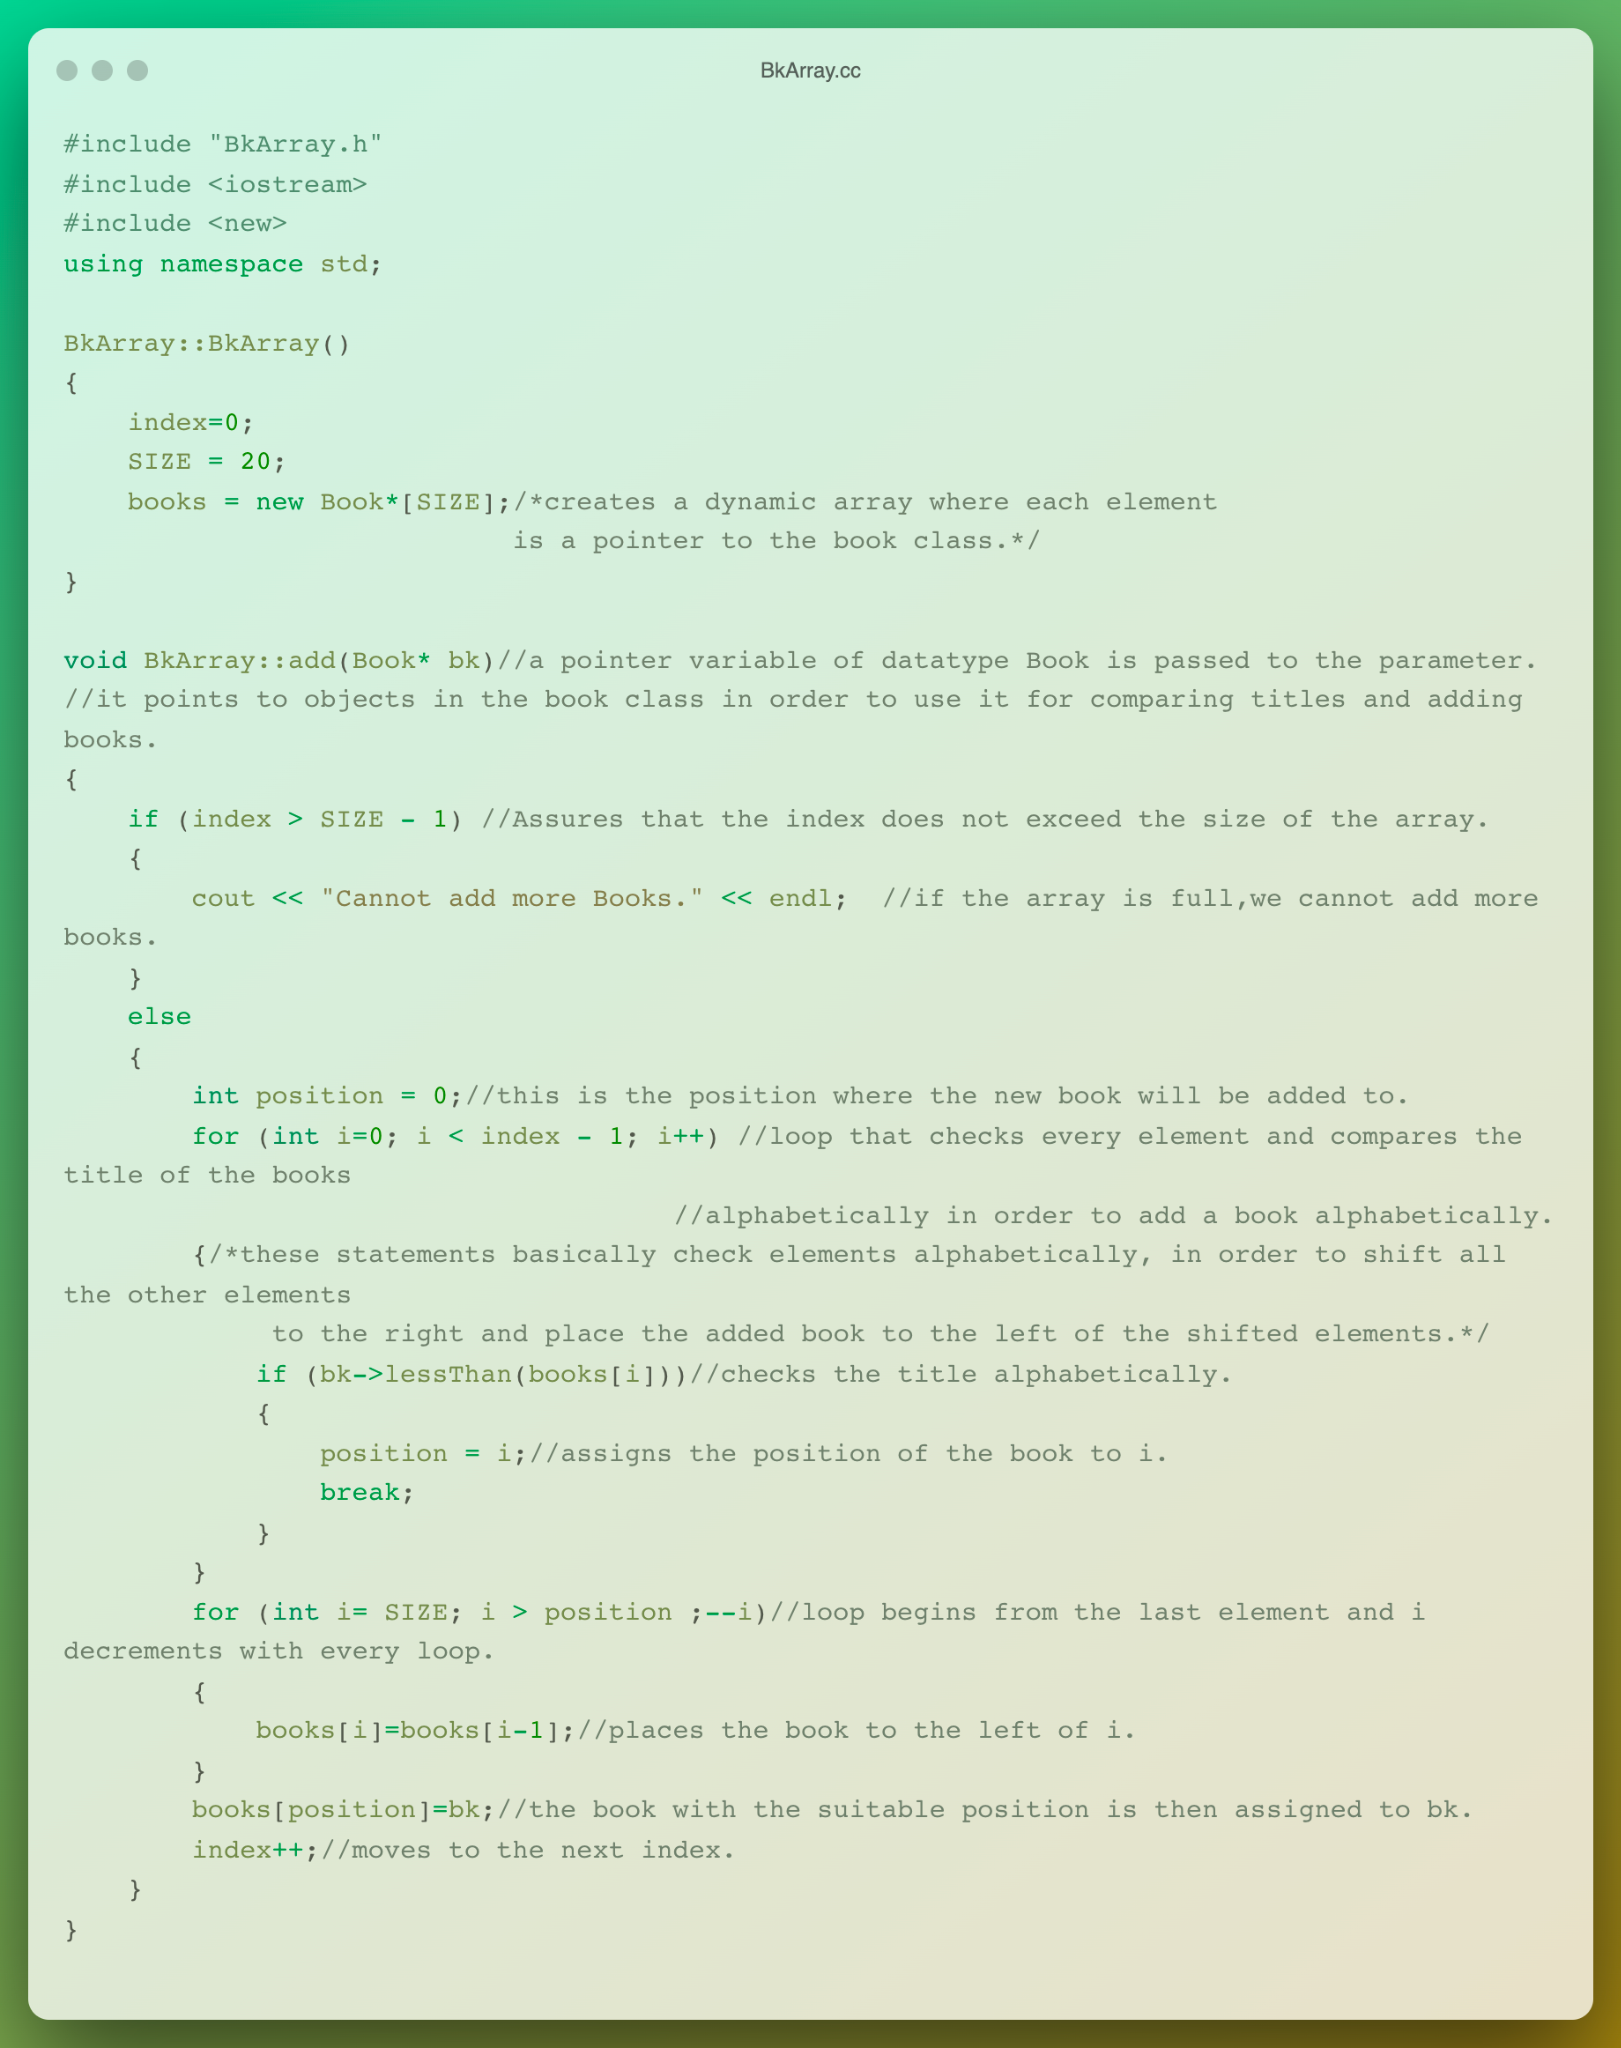 BkArray.cc
#include "BkArray.h"
#include <iostream>
#include <new>
using namespace std;

BkArray::BkArray()
{
    index=0;
    SIZE = 20;
    books = new Book*[SIZE];/*creates a dynamic array where each element
                            is a pointer to the book class.*/
}

void BkArray::add(Book* bk)//a pointer variable of datatype Book is passed to the parameter.
//it points to objects in the book class in order to use it for comparing titles and adding
books.
{
    if (index > SIZE - 1) //Assures that the index does not exceed the size of the array.
    {
        cout << "Cannot add more Books." << endl;  //if the array is full,we cannot add more
books.
    }
    else
    {
        int position = 0;//this is the position where the new book will be added to.
        for (int i=0; i < index - 1; i++) //loop that checks every element and compares the
title of the books
                                      //alphabetically in order to add a book alphabetically.
        {/*these statements basically check elements alphabetically, in order to shift all
the other elements
             to the right and place the added book to the left of the shifted elements.*/
            if (bk->lessThan(books[i]))//checks the title alphabetically.
            {
                position = i;//assigns the position of the book to i.
                break;
            }
        }
        for (int i= SIZE; i > position ;--i)//loop begins from the last element and i
decrements with every loop.
        {
            books[i]=books[i-1];//places the book to the left of i.
        }
        books[position]=bk;//the book with the suitable position is then assigned to bk.
        index++;//moves to the next index.
    }
}